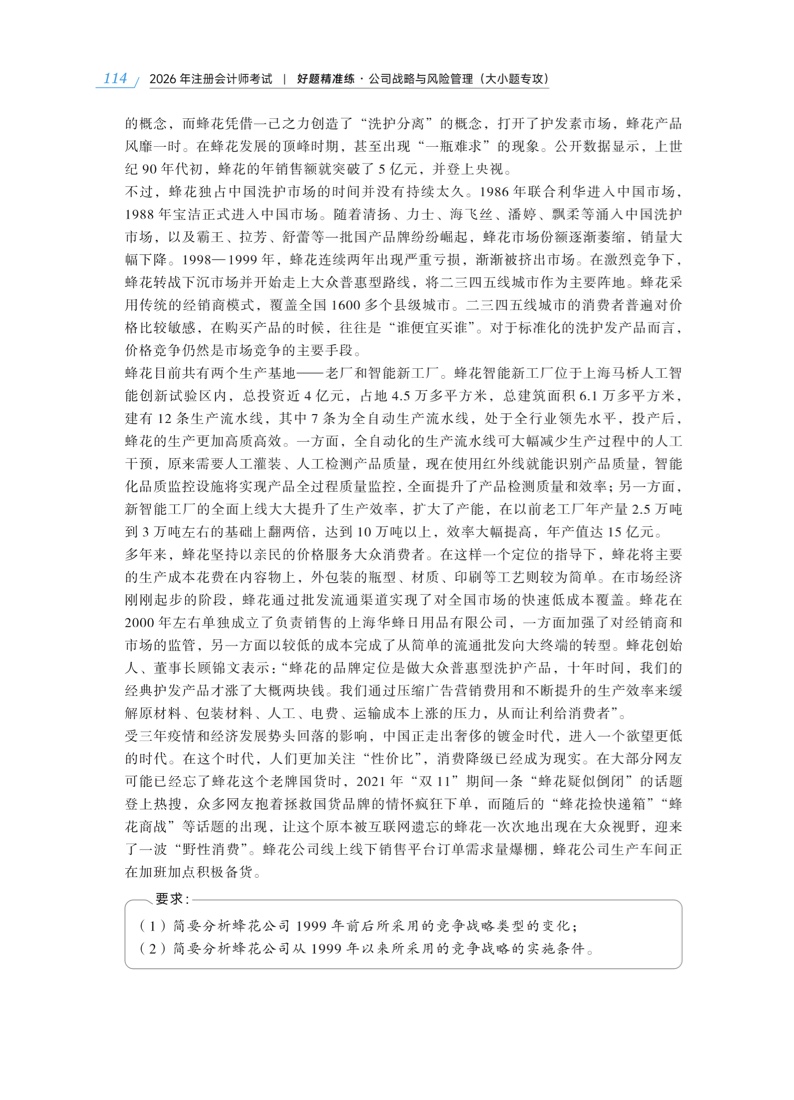 114 2026 年注册会计师考试 | 好题精准练 · 公司战略与风险管理（大小题专攻）
的概念，而蜂花凭借一己之力创造了“洗护分离”的概念，打开了护发素市场，蜂花产品
风靡一时。在蜂花发展的顶峰时期，甚至出现“一瓶难求”的现象。公开数据显示，上世
纪 90 年代初，蜂花的年销售额就突破了 5 亿元，并登上央视。
不过，蜂花独占中国洗护市场的时间并没有持续太久。1986 年联合利华进入中国市场，
1988 年宝洁正式进入中国市场。随着清扬、力士、海飞丝、潘婷、飘柔等涌入中国洗护
市场，以及霸王、拉芳、舒蕾等一批国产品牌纷纷崛起，蜂花市场份额逐渐萎缩，销量大
幅下降。1998—1999 年，蜂花连续两年出现严重亏损，渐渐被挤出市场。在激烈竞争下，
蜂花转战下沉市场并开始走上大众普惠型路线，将二三四五线城市作为主要阵地。蜂花采
用传统的经销商模式，覆盖全国 1600 多个县级城市。二三四五线城市的消费者普遍对价
格比较敏感，在购买产品的时候，往往是“谁便宜买谁”。对于标准化的洗护发产品而言，
价格竞争仍然是市场竞争的主要手段。
蜂花目前共有两个生产基地——老厂和智能新工厂。蜂花智能新工厂位于上海马桥人工智
能创新试验区内，总投资近 4 亿元，占地 4.5 万多平方米，总建筑面积 6.1 万多平方米，
建有 12 条生产流水线，其中 7 条为全自动生产流水线，处于全行业领先水平，投产后，
蜂花的生产更加高质高效。一方面，全自动化的生产流水线可大幅减少生产过程中的人工
干预，原来需要人工灌装、人工检测产品质量，现在使用红外线就能识别产品质量，智能
化品质监控设施将实现产品全过程质量监控，全面提升了产品检测质量和效率；另一方面，
新智能工厂的全面上线大大提升了生产效率，扩大了产能，在以前老工厂年产量 2.5 万吨
到 3 万吨左右的基础上翻两倍，达到 10 万吨以上，效率大幅提高，年产值达 15 亿元。
多年来，蜂花坚持以亲民的价格服务大众消费者。在这样一个定位的指导下，蜂花将主要
的生产成本花费在内容物上，外包装的瓶型、材质、印刷等工艺则较为简单。在市场经济
刚刚起步的阶段，蜂花通过批发流通渠道实现了对全国市场的快速低成本覆盖。蜂花在
2000 年左右单独成立了负责销售的上海华蜂日用品有限公司，一方面加强了对经销商和
市场的监管，另一方面以较低的成本完成了从简单的流通批发向大终端的转型。蜂花创始
人、董事长顾锦文表示：“蜂花的品牌定位是做大众普惠型洗护产品，十年时间，我们的
经典护发产品才涨了大概两块钱。我们通过压缩广告营销费用和不断提升的生产效率来缓
解原材料、包装材料、人工、电费、运输成本上涨的压力，从而让利给消费者”。
受三年疫情和经济发展势头回落的影响，中国正走出奢侈的镀金时代，进入一个欲望更低
的时代。在这个时代，人们更加关注“性价比”，消费降级已经成为现实。在大部分网友
可能已经忘了蜂花这个老牌国货时，2021 年“双 11”期间一条“蜂花疑似倒闭”的话题
登上热搜，众多网友抱着拯救国货品牌的情怀疯狂下单，而随后的“蜂花捡快递箱”“蜂
花商战”等话题的出现，让这个原本被互联网遗忘的蜂花一次次地出现在大众视野，迎来
了一波“野性消费”。蜂花公司线上线下销售平台订单需求量爆棚，蜂花公司生产车间正
在加班加点积极备货。
要求：
（1）简要分析蜂花公司 1999 年前后所采用的竞争战略类型的变化；
（2）简要分析蜂花公司从 1999 年以来所采用的竞争战略的实施条件。